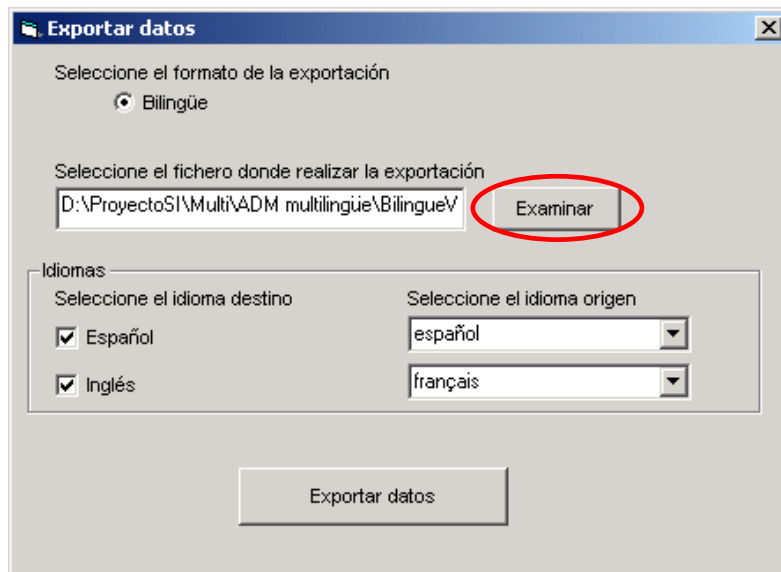 Exportar datos
Seleccione el formato de la exportación
Bilingüe
Seleccione el fichero donde realizar la exportación
D:\ProyectoSI\Multi\ADM multilingüe\BilingueV
Examinar
Idiomas
Seleccione el idioma destino
Seleccione el idioma origen
Español
español
Inglés
français
Exportar datos